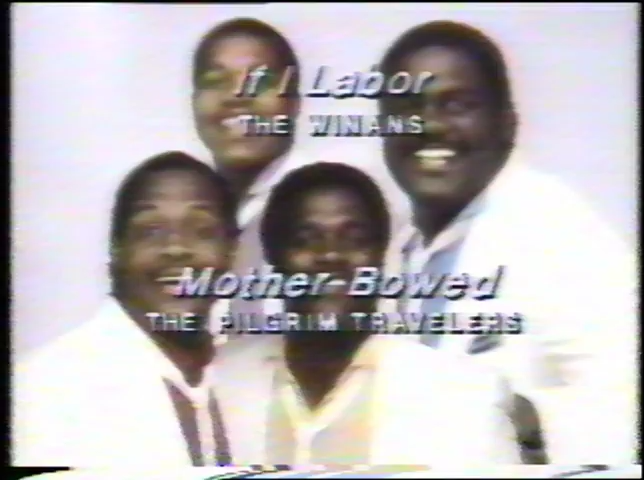 If I Labor
THE WINANS
Mother-Bowed
THE PILGRIM TRAVELERS